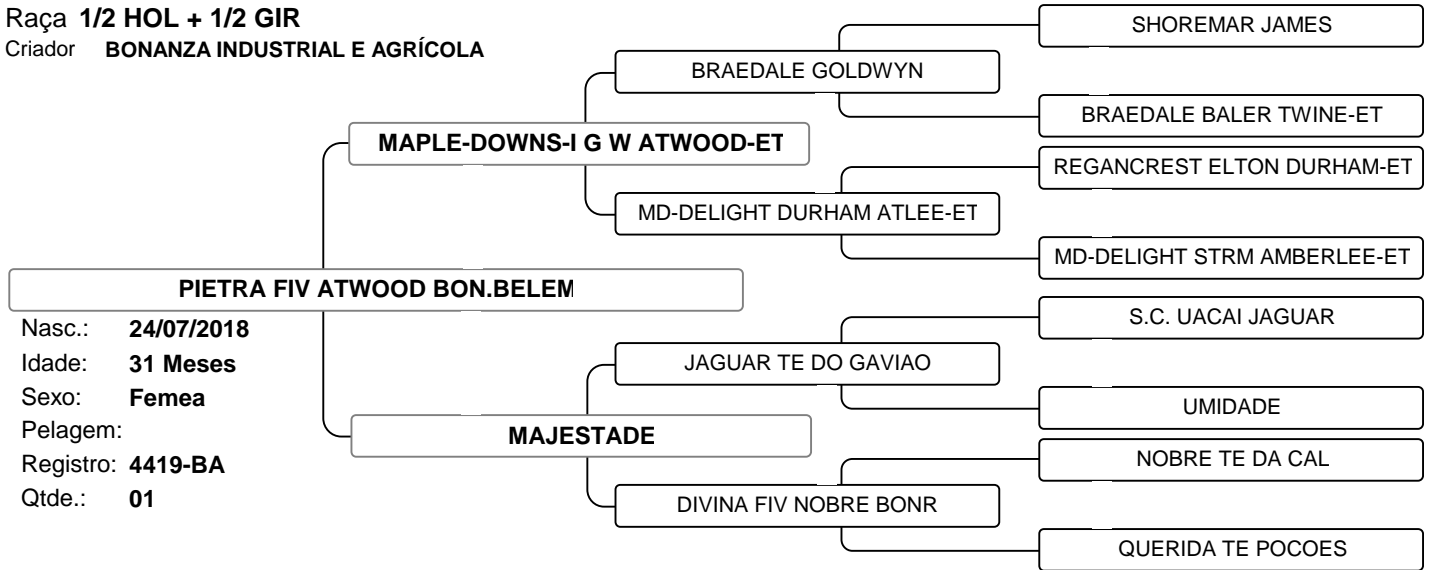 Raça 1/2 HOL + 1/2 GIR
Criador BONANZA INDUSTRIAL E AGRÍCOLA
SHOREMAR JAMES
BRAEDALE GOLDWYN
BRAEDALE BALER TWINE-ET
MAPLE-DOWNS-I G W ATWOOD-ET
REGANCREST ELTON DURHAM-ET
MD-DELIGHT DURHAM ATLEE-ET
MD-DELIGHT STRM AMBERLEE-ET
PIETRA FIV ATWOOD BON.BELEM
Nasc.: 24/07/2018
Idade: 31 Meses
Sexo: Femea
Pelagem:
Registro: 4419-BA
Qtde.: 01
S.C. UACAI JAGUAR
JAGUAR TE DO GAVIAO
UMIDADE
MAJESTADE
NOBRE TE DA CAL
DIVINA FIV NOBRE BONR
QUERIDA TE POCOES